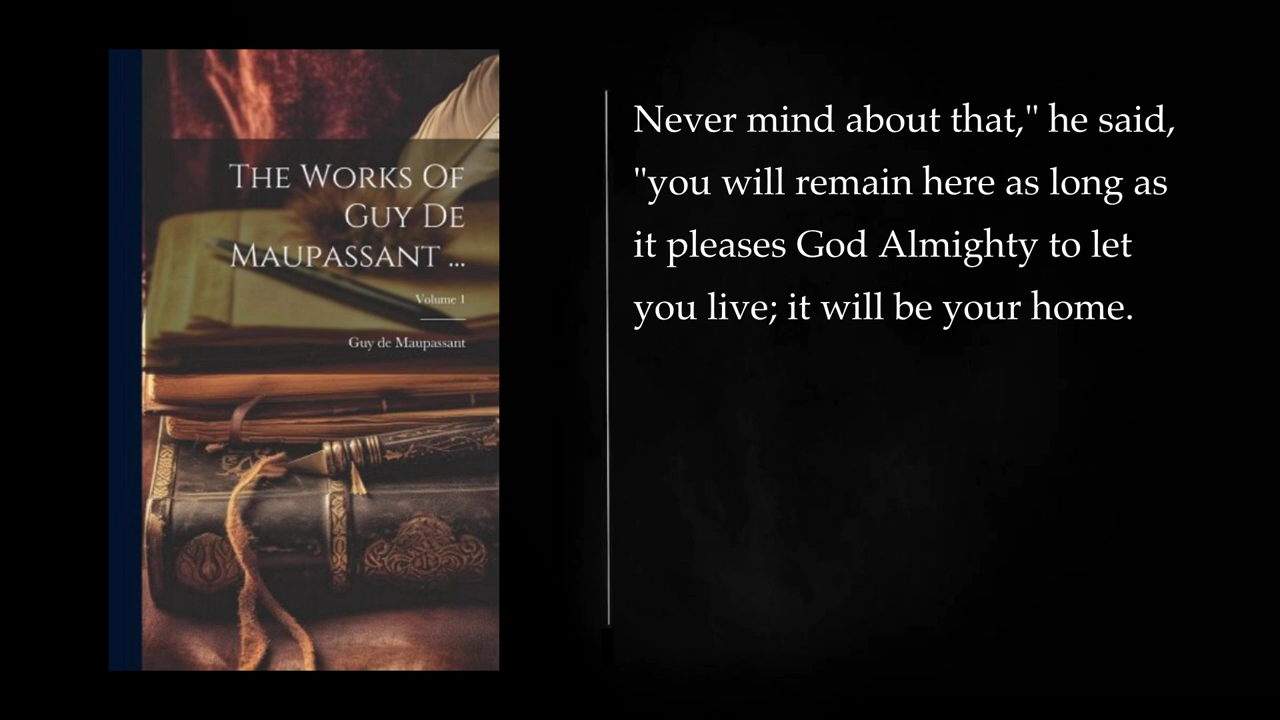 The Works Of
Guy De
Maupassant ...
Volume 1
Guy de Maupassant
Never mind about that," he said,
"you will remain here as long as
it pleases God Almighty to let
you live; it will be your home.